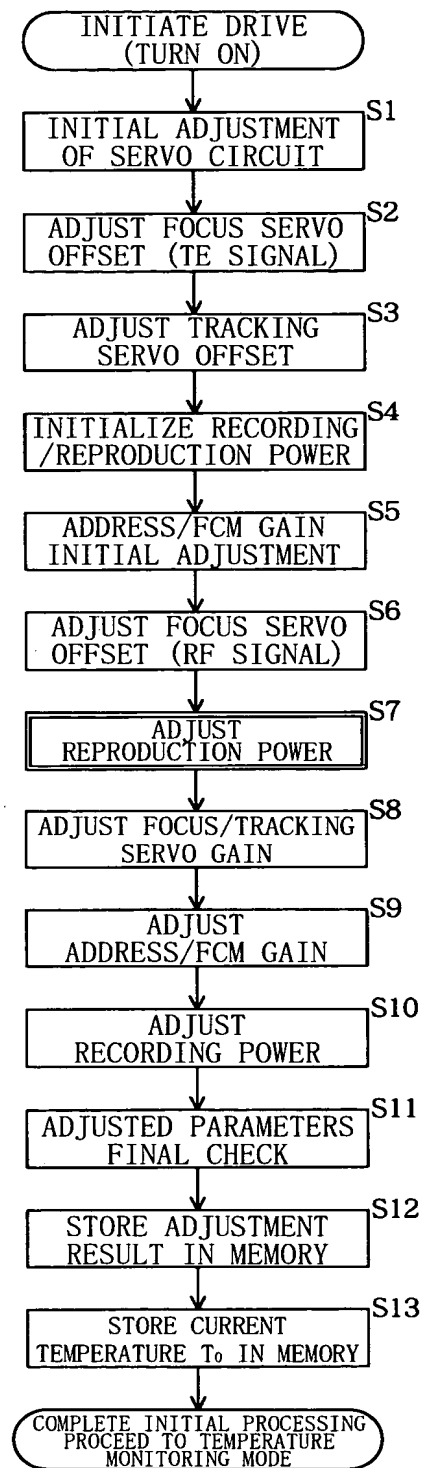 INITIATE DRIVE
(TURN ON)
S1
INITIAL ADJUSTMENT
OF SERVO CIRCUIT
S2
ADJUST FOCUS SERVO
OFFSET (TE SIGNAL)
S3
ADJUST TRACKING
SERVO OFFSET
S4
INITIALIZE RECORDING
/REPRODUCTION POWER
S5
ADDRESS/FCM GAIN
INITIAL ADJUSTMENT
S6
ADJUST FOCUS SERVO
OFFSET (RF SIGNAL)
S7
ADJUST
REPRODUCTION POWER
S8
ADJUST FOCUS/TRACKING
SERVO GAIN
S9
ADJUST
ADDRESS/FCM GAIN
S10
ADJUST
RECORDING POWER
S11
ADJUSTED PARAMETERS
FINAL CHECK
S12
STORE ADJUSTMENT
RESULT IN MEMORY
S13
STORE CURRENT
TEMPERATURE T₀ IN MEMORY
COMPLETE INITIAL PROCESSING
PROCEED TO TEMPERATURE
MONITORING MODE